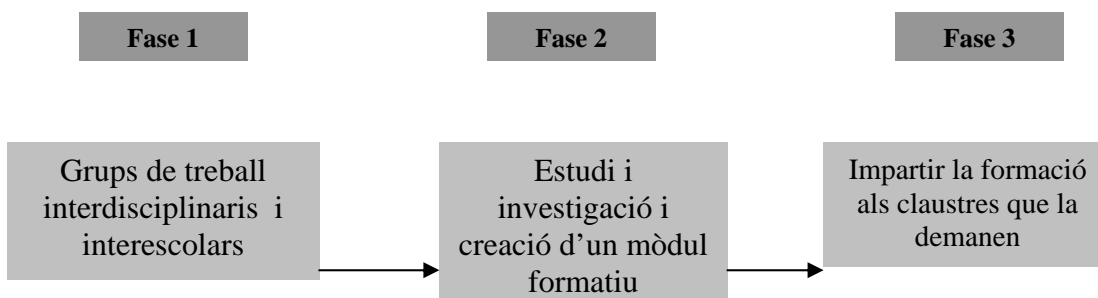 Fase 1
Fase 2
Fase 3
Grups de treball
interdisciplinaris i
interescolars
Estudi i
investigació i
creació d’un mòdul
formatiu
Impartir la formació
als claustres que la
demanen